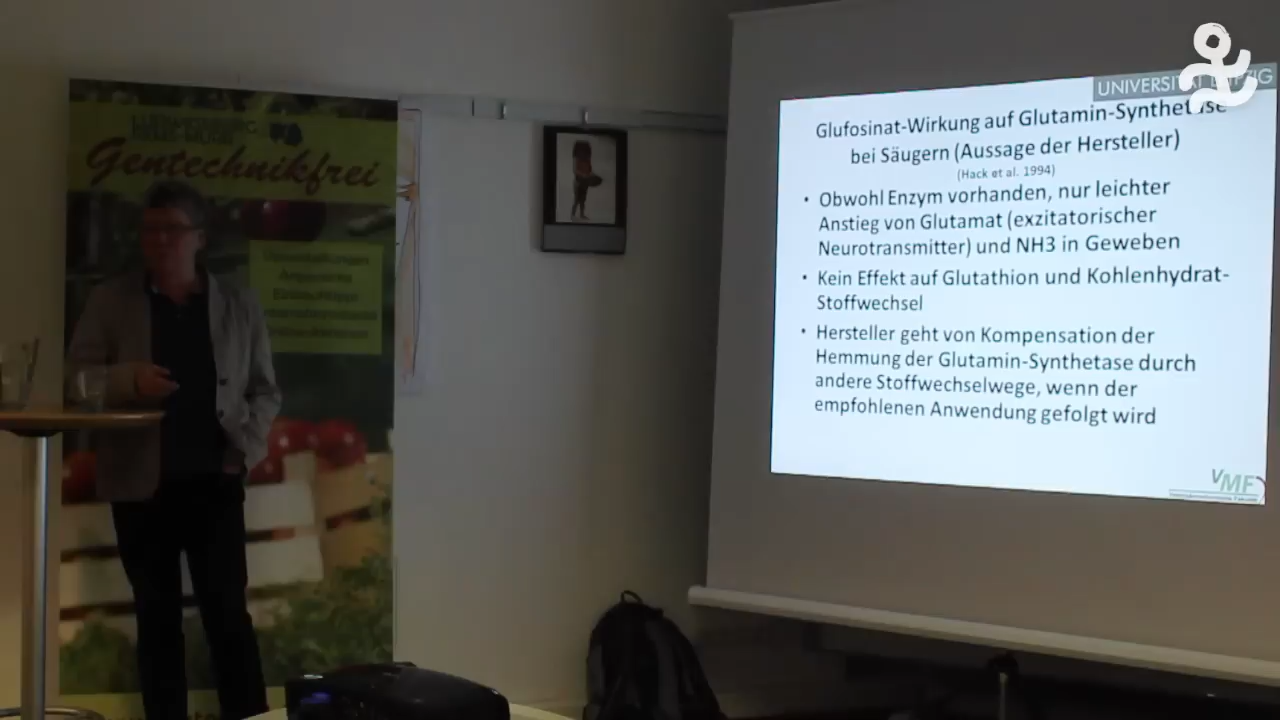 Gentechnikfrei
UNIVERSITÄT LEIPZIG
Glufosinat-Wirkung auf Glutamin-Synthetase
bei Säugern (Aussage der Hersteller)
(Hack et al. 1994)
• Obwohl Enzym vorhanden, nur leichter
Anstieg von Glutamat (exzitatorischer
Neurotransmitter) und NH3 in Geweben
• Kein Effekt auf Glutathion und Kohlenhydrat-
Stoffwechsel
• Hersteller geht von Kompensation der
Hemmung der Glutamin-Synthetase durch
andere Stoffwechselwege, wenn der
empfohlenen Anwendung gefolgt wird
VMF